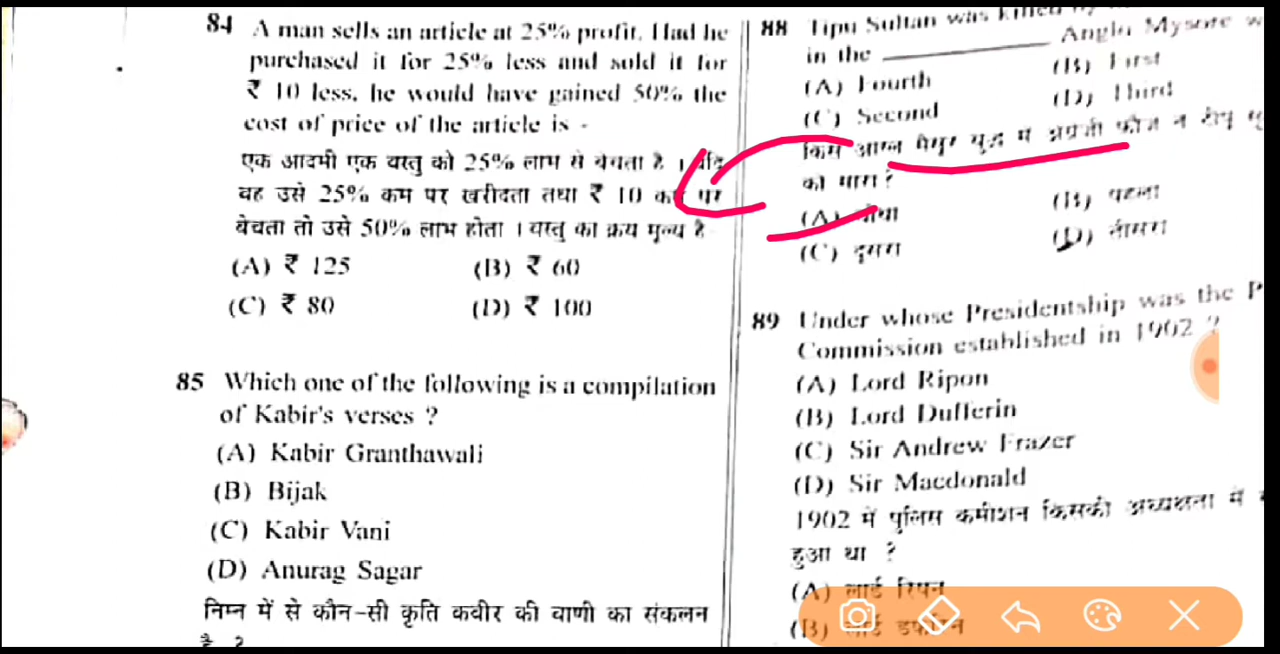 84 A man sells an article at 25% profit. Had he
purchased it for 25% less and sold it for
₹ 10 less, he would have gained 50% the
cost of price of the article is -
एक आदमी एक वस्तु को 25% लाभ से बेचता है । यदि
वह उसे 25% कम पर खरीदता तथा ₹ 10 कम पर
बेचता तो उसे 50% लाभ होता । वस्तु का क्रय मूल्य है
(A) ₹ 125 (B) ₹ 60
(C) ₹ 80 (D) ₹ 100
85 Which one of the following is a compilation
of Kabir's verses ?
(A) Kabir Granthawali
(B) Bijak
(C) Kabir Vani
(D) Anurag Sagar
निम्न में से कौन-सी कृति कबीर की वाणी का संकलन
है ?
88 Tipu Sultan was killed
in the ________ Anglo Mysore
(A) Fourth (B) First
(C) Second (D) Third
किस आंग्ल मैसूर युद्ध में अंग्रेजी फौज ने टीपू
को मारा ?
(A) चौथा (B) पहला
(C) दूसरा (D) तीसरा
89 Under whose Presidentship was the
Commission established in 1902 ?
(A) Lord Ripon
(B) Lord Dufferin
(C) Sir Andrew Frazer
(D) Sir Macdonald
1902 में पुलिस कमीशन किसकी अध्यक्षता में
हुआ था ?
(A) लार्ड रिपन
(B) लार्ड डफरिन